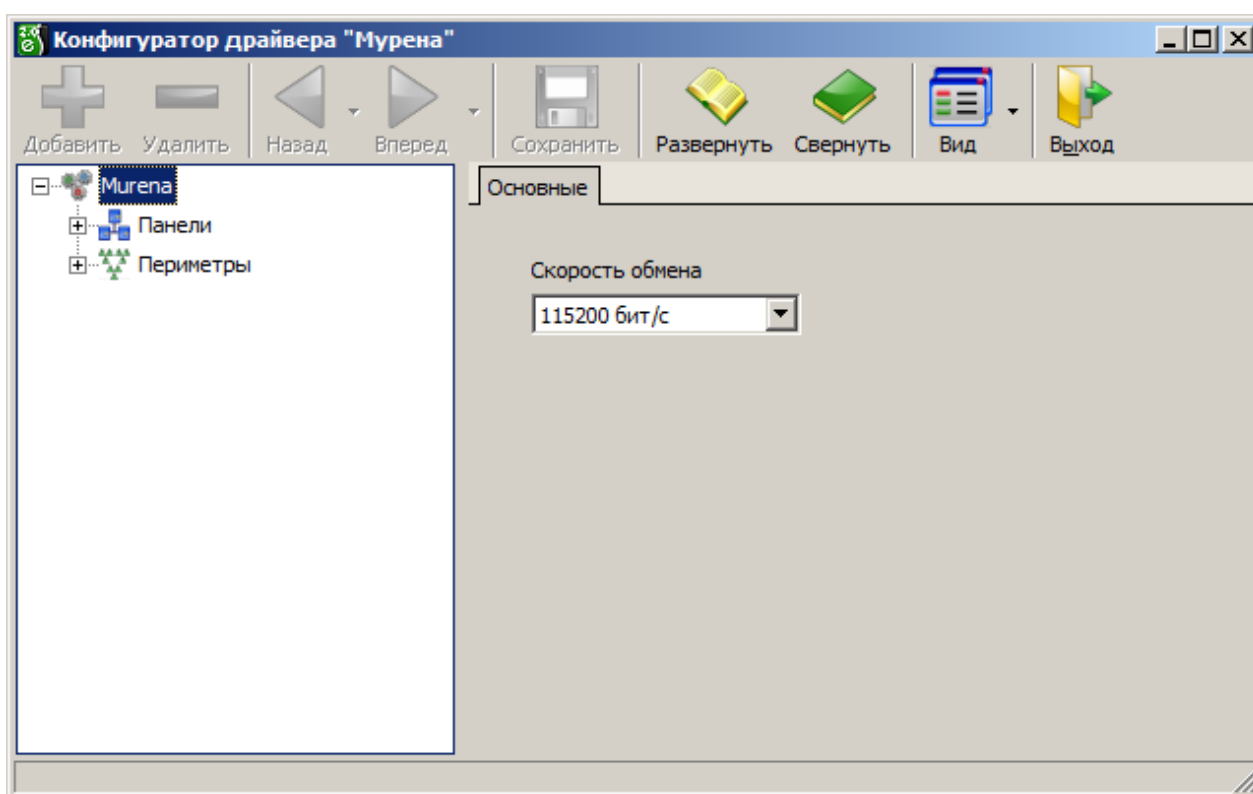 Конфигуратор драйвера "Мурена"
Добавить Удалить Назад Вперед Сохранить Развернуть Свернуть Вид Выход
Murena
Основные
Панели
Периметры
Скорость обмена
115200 бит/с